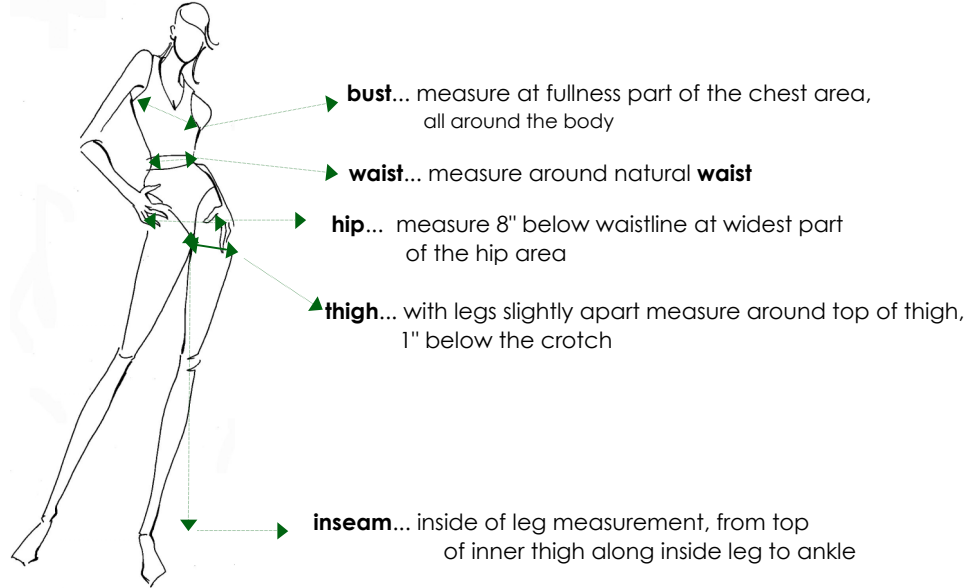 bust... measure at fullness part of the chest area,
all around the body
waist... measure around natural waist
hip... measure 8" below waistline at widest part
of the hip area
thigh... with legs slightly apart measure around top of thigh,
1" below the crotch
inseam... inside of leg measurement, from top
of inner thigh along inside leg to ankle